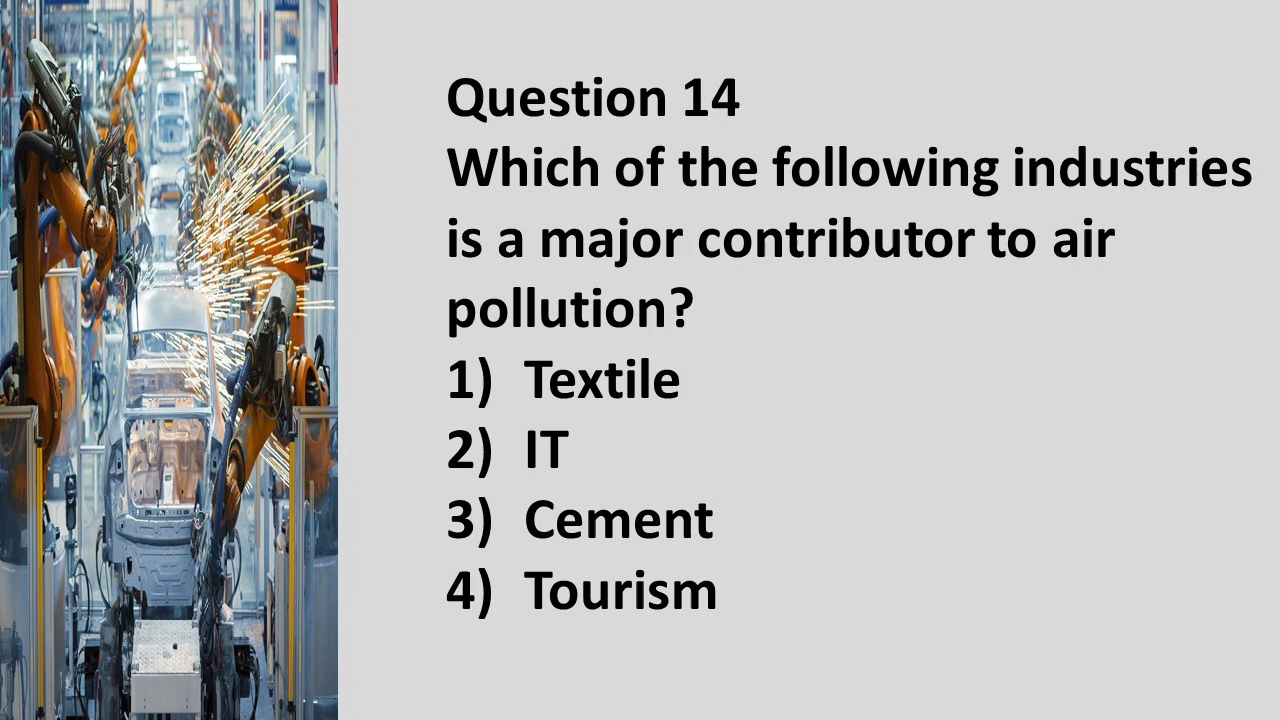 Question 14
Which of the following industries
is a major contributor to air
pollution?
1) Textile
2) IT
3) Cement
4) Tourism